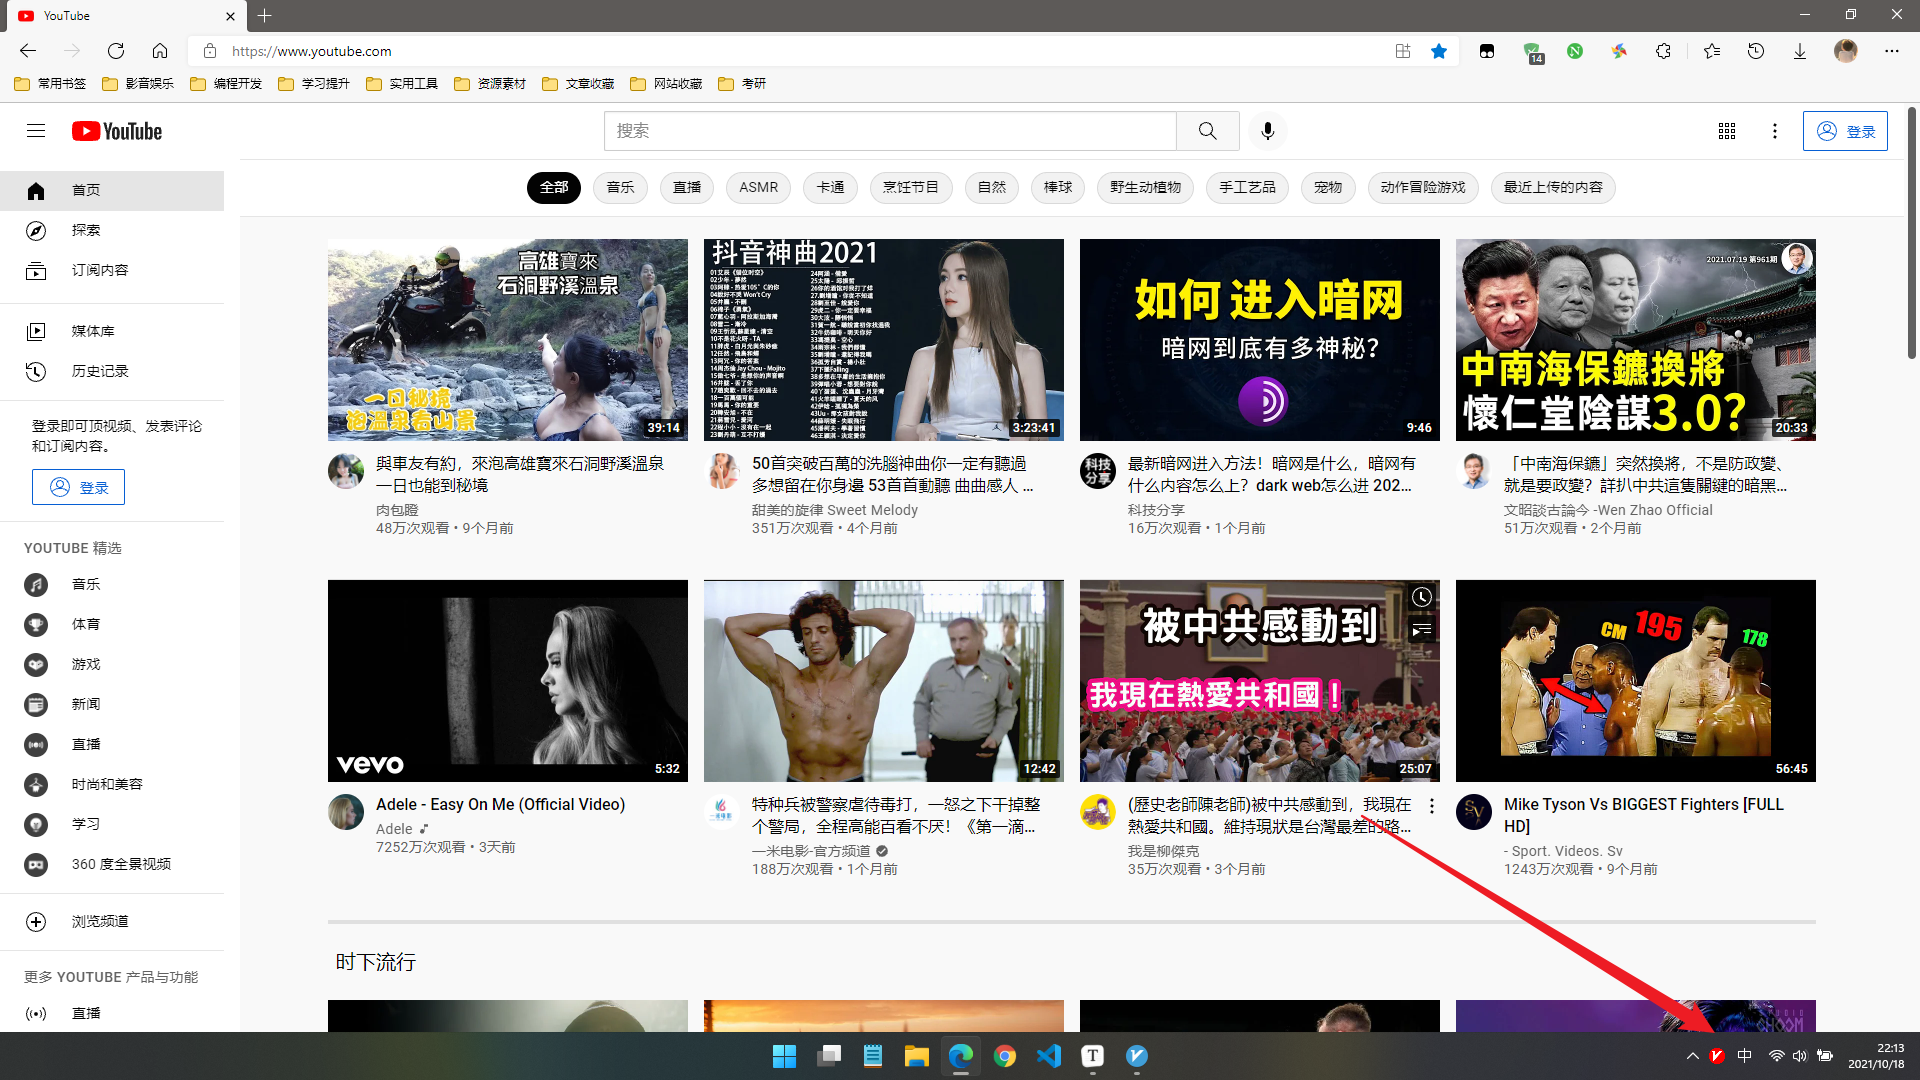 YouTube
https://www.youtube.com
14
常用书签
影音娱乐
编程开发
学习提升
实用工具
资源素材
文章收藏
网站收藏
考研
YouTube
搜索
登录
首页
探索
订阅内容
媒体库
历史记录
登录即可顶视频、发表评论
和订阅内容。
登录
YOUTUBE 精选
音乐
体育
游戏
新闻
直播
时尚和美容
学习
360 度全景视频
浏览频道
更多 YOUTUBE 产品与功能
直播
全部
音乐
直播
ASMR
卡通
烹饪节目
自然
棒球
野生动植物
手工艺品
宠物
动作冒险游戏
最近上传的内容
高雄寶來
石洞野溪溫泉
一日秘境
泡溫泉看山景
39:14
與車友有約，來泡高雄寶來石洞野溪溫泉
一日也能到秘境
肉包瞪
48万次观看 • 9个月前
抖音神曲2021
3:23:41
50首突破百萬的洗腦神曲你一定有聽過
多想留在你身邊 53首首動聽 曲曲感人 ...
甜美的旋律 Sweet Melody
351万次观看 • 4个月前
如何 进入暗网
暗网到底有多神秘？
9:46
科技
分享
最新暗网进入方法！暗网是什么，暗网有
什么内容怎么上？dark web怎么进 202...
科技分享
16万次观看 • 1个月前
2021.07.19 第961期
中南海保鑣換將
懷仁堂陰謀3.0?
20:33
「中南海保鑣」突然換將，不是防政變、
就是要政變？詳扒中共這隻關鍵的暗黑...
文昭談古論今 -Wen Zhao Official
51万次观看 • 2个月前
vevo
5:32
Adele - Easy On Me (Official Video)
Adele
7252万次观看 • 3天前
12:42
特种兵被警察虐待毒打，一怒之下干掉整
个警局，全程高能百看不厌！《第一滴...
一米电影-官方频道
188万次观看 • 1个月前
被中共感動到
我現在熱愛共和國！
25:07
(歷史老師陳老師)被中共感動到，我現在
熱愛共和國。維持現狀是台灣最差的路...
我是柳傑克
35万次观看 • 3个月前
CM 195 178
56:45
SV
Mike Tyson Vs BIGGEST Fighters [FULL
HD]
- Sport. Videos. Sv
1243万次观看 • 9个月前
时下流行
STUDIO
CHOOM
中
22:13
2021/10/18